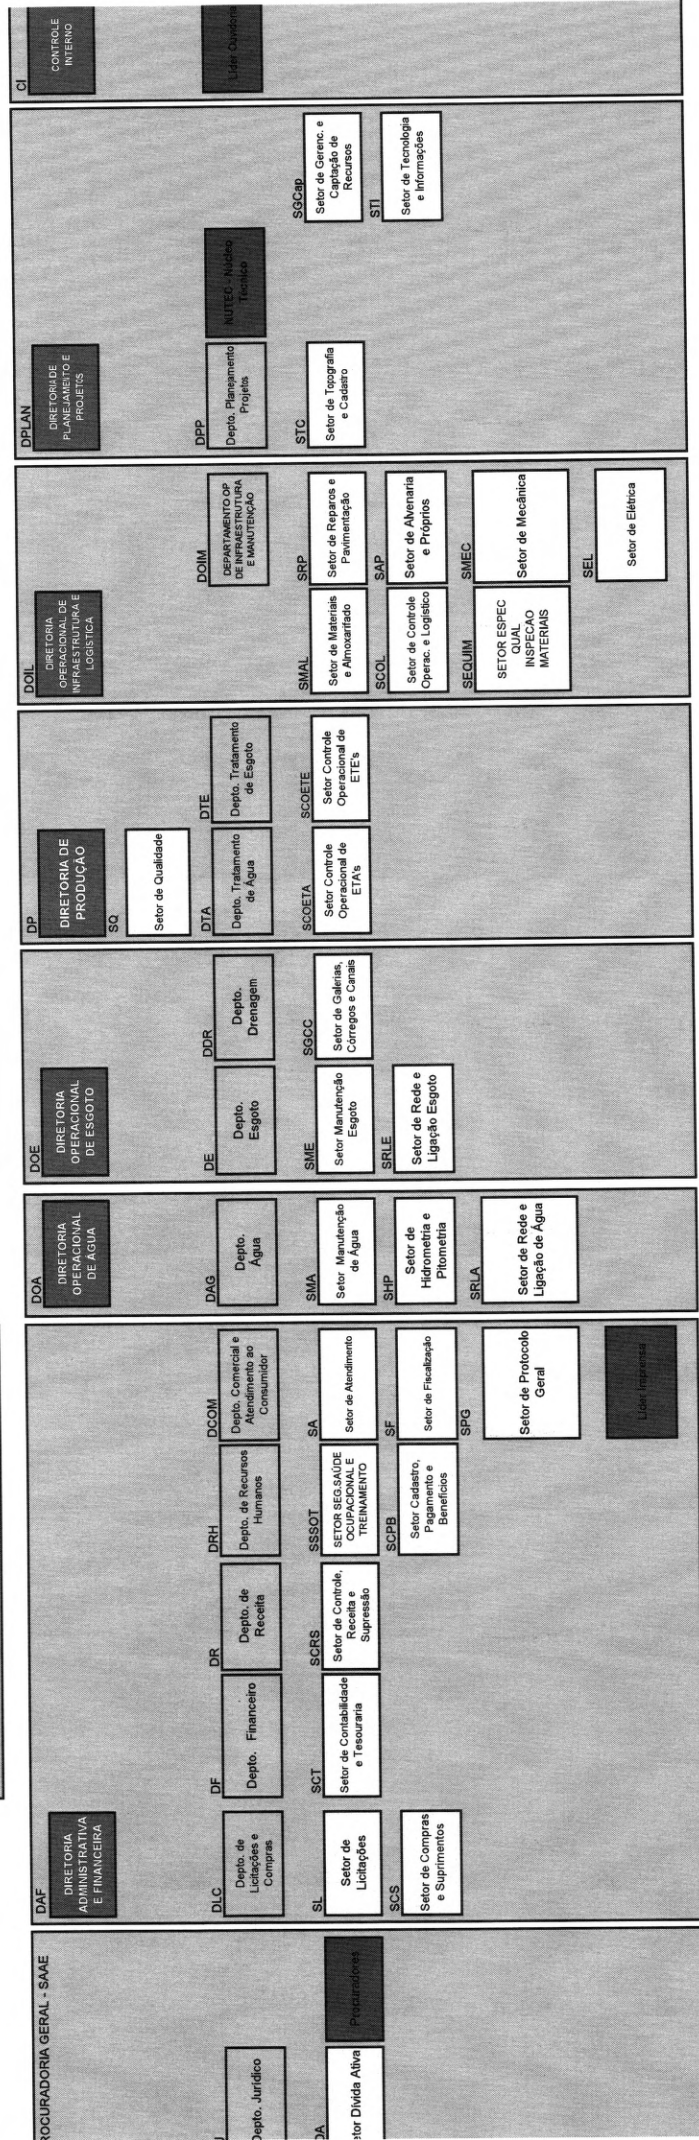 ROCURADORIA GERAL - SAAE
Depto. Jurídico
etor Dívida Ativa
Procuradores
DAF
DIRETORIA
ADMINISTRATIVA
E FINANCEIRA
DLC
Depto. de
Licitações e
Compras
DF
Depto. Financeiro
DR
Depto. de
Receita
DRH
Depto. de Recursos
Humanos
DCOM
Depto. Comercial e
Atendimento ao
Consumidor
SL
Setor de
Licitações
SCT
Setor de Contabilidade
e Tesouraria
SCRS
Setor de Controle,
Receita e
Supressão
SSSOT
SETOR SEG.SAÚDE
OCUPACIONAL E
TREINAMENTO
SA
Setor de Atendimento
SCS
Setor de Compras
e Suprimentos
SCPB
Setor Cadastro,
Pagamento e
Benefícios
SF
Setor de Fiscalização
SPG
Setor de Protocolo
Geral
Líder Imprensa
DOA
DIRETORIA
OPERACIONAL
DE ÁGUA
DAG
Depto.
Água
SMA
Setor Manutenção
de Água
SHP
Setor de
Hidrometria e
Pitometria
SRLA
Setor de Rede e
Ligação de Água
DOE
DIRETORIA
OPERACIONAL
DE ESGOTO
DE
Depto.
Esgoto
DDR
Depto.
Drenagem
SME
Setor Manutenção
Esgoto
SGCC
Setor de Galerias,
Córregos e Canais
SRLE
Setor de Rede e
Ligação Esgoto
DP
DIRETORIA DE
PRODUÇÃO
SQ
Setor de Qualidade
DTA
Depto. Tratamento
de Água
DTE
Depto. Tratamento
de Esgoto
SCOETA
Setor Controle
Operacional de
ETA's
SCOETE
Setor Controle
Operacional de
ETE's
DOIL
DIRETORIA
OPERACIONAL DE
INFRAESTRUTURA E
LOGÍSTICA
DOIM
DEPARTAMENTO OP
DE INFRAESTRUTURA
E MANUTENÇÃO
SMAL
Setor de Materiais
e Almoxarifado
SRP
Setor de Reparos e
Pavimentação
SCOL
Setor de Controle
Operac. e Logístico
SAP
Setor de Alvenaria
e Próprios
SEQUIM
SETOR ESPEC
QUAL
INSPECAO
MATERIAIS
SMEC
Setor de Mecânica
SEL
Setor de Elétrica
DPLAN
DIRETORIA DE
PLANEJAMENTO E
PROJETOS
DPP
Depto. Planejamento
Projetos
NUTEC - Núcleo
Técnico
STC
Setor de Topografia
e Cadastro
SGCap
Setor de Gerenc. e
Captação de
Recursos
STI
Setor de Tecnologia
e Informações
CI
CONTROLE
INTERNO
Líder Ouvidoria